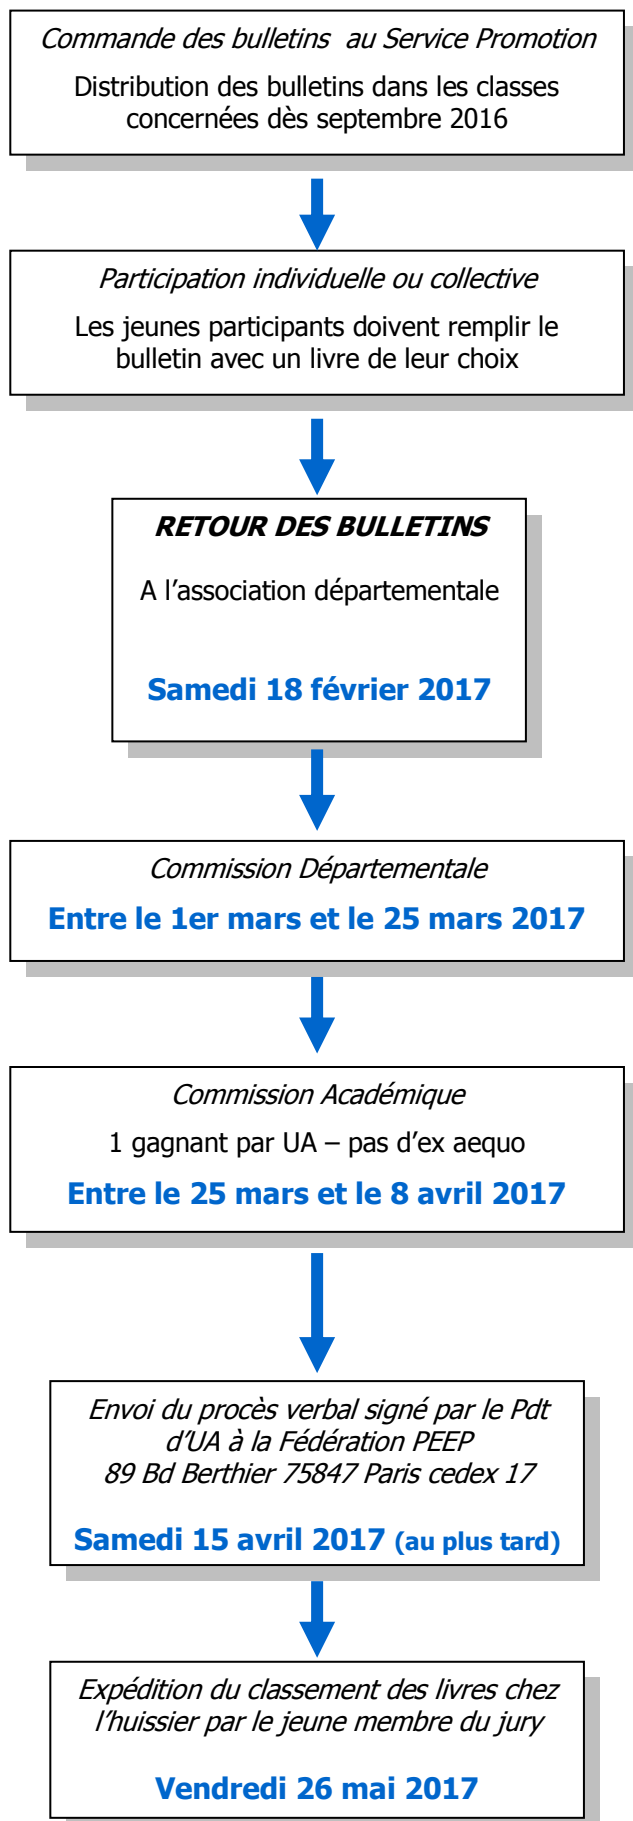 Commande des bulletins  au Service Promotion
Distribution des bulletins dans les classes
concernées dès septembre 2016
Participation individuelle ou collective
Les jeunes participants doivent remplir le
bulletin avec un livre de leur choix
RETOUR DES BULLETINS
A l’association départementale
Samedi 18 février 2017
Commission Départementale
Entre le 1er mars et le 25 mars 2017
Commission Académique
1 gagnant par UA – pas d’ex aequo
Entre le 25 mars et le 8 avril 2017
Envoi du procès verbal signé par le Pdt
d’UA à la Fédération PEEP
89 Bd Berthier 75847 Paris cedex 17
Samedi 15 avril 2017 (au plus tard)
Expédition du classement des livres chez
l’huissier par le jeune membre du jury
Vendredi 26 mai 2017